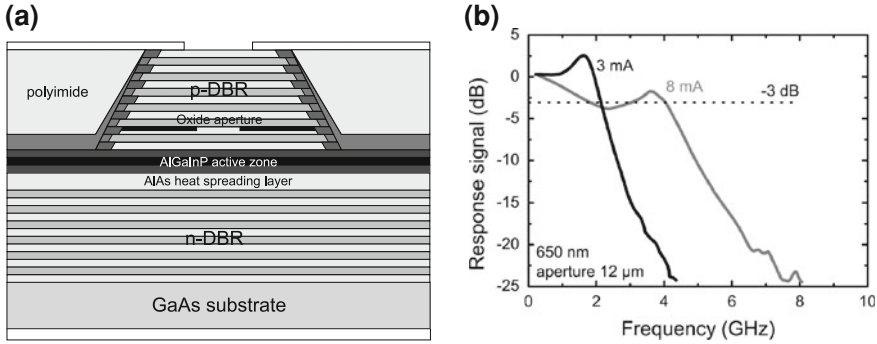 (a)
polyimide
p-DBR
Oxide aperture
AlGaInP active zone
AlAs heat spreading layer
n-DBR
GaAs substrate
(b)
5
0
-5
-10
-15
-20
-25
Response signal (dB)
3 mA
8 mA
-3 dB
650 nm
aperture 12 µm
0
2
4
6
8
10
Frequency (GHz)